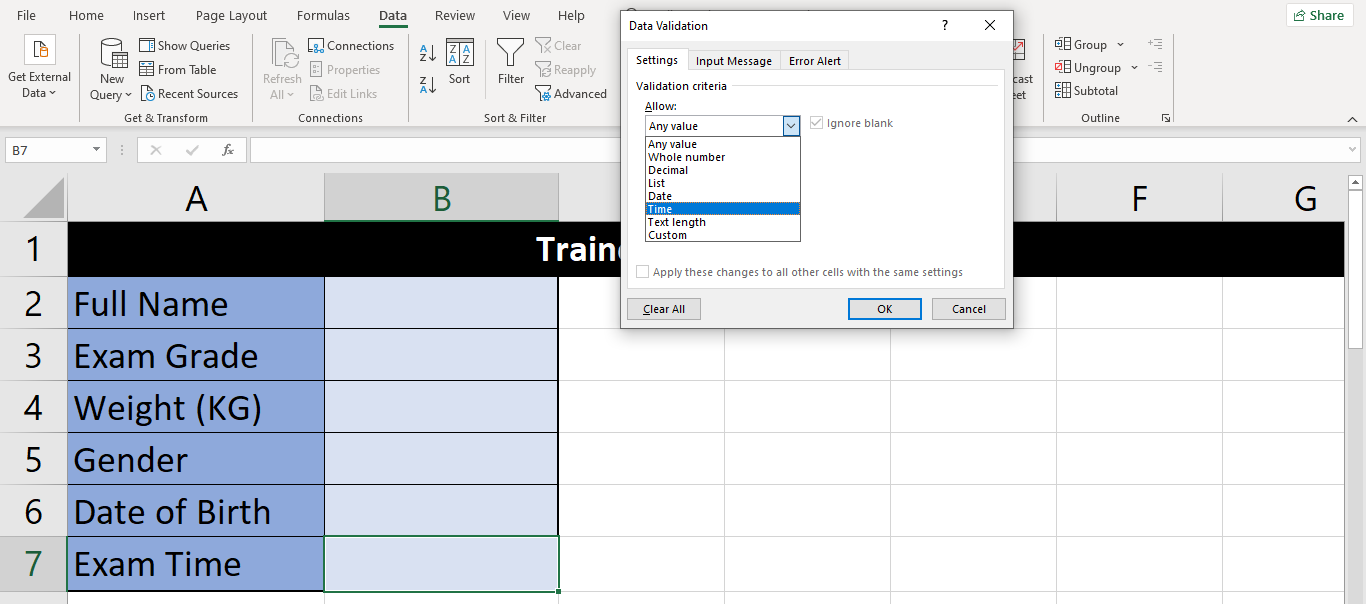 File Home Insert Page Layout Formulas Data Review View Help
Share
Get External Data
New Query
Show Queries
From Table
Recent Sources
Get & Transform
Refresh All
Connections
Properties
Edit Links
Connections
A Z
Z A
Z A A Z
Sort
Filter
Clear
Reapply
Advanced
Sort & Filter
Group
Ungroup
Subtotal
Outline
Data Validation ?
Settings Input Message Error Alert
Validation criteria
Allow:
Any value
Ignore blank
Any value
Whole number
Decimal
List
Date
Time
Text length
Custom
Apply these changes to all other cells with the same settings
Clear All OK Cancel
B7 fx
A B F G
1
2 Full Name
3 Exam Grade
4 Weight (KG)
5 Gender
6 Date of Birth
7 Exam Time